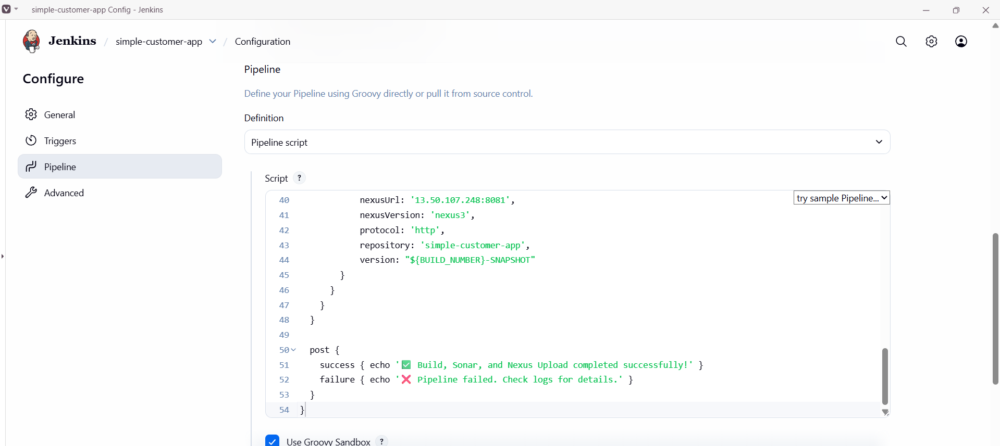 simple-customer-app Config - Jenkins
Jenkins / simple-customer-app / Configuration
Configure
General
Triggers
Pipeline
Advanced
Pipeline
Define your Pipeline using Groovy directly or pull it from source control.
Definition
Pipeline script
Script ?
try sample Pipeline...
40 nexusUrl: '13.50.107.248:8081',
41 nexusVersion: 'nexus3',
42 protocol: 'http',
43 repository: 'simple-customer-app',
44 version: "${BUILD_NUMBER}-SNAPSHOT"
45 }
46 }
47 }
48 }
49
50 post {
51 success { echo '✅ Build, Sonar, and Nexus Upload completed successfully!' }
52 failure { echo '❌ Pipeline failed. Check logs for details.' }
53 }
54 }
Use Groovy Sandbox ?